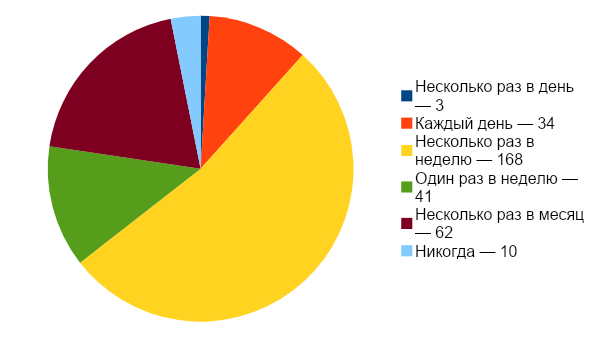 Несколько раз в день
— 3
Каждый день — 34
Несколько раз в
неделю — 168
Один раз в неделю —
41
Несколько раз в месяц
— 62
Никогда — 10